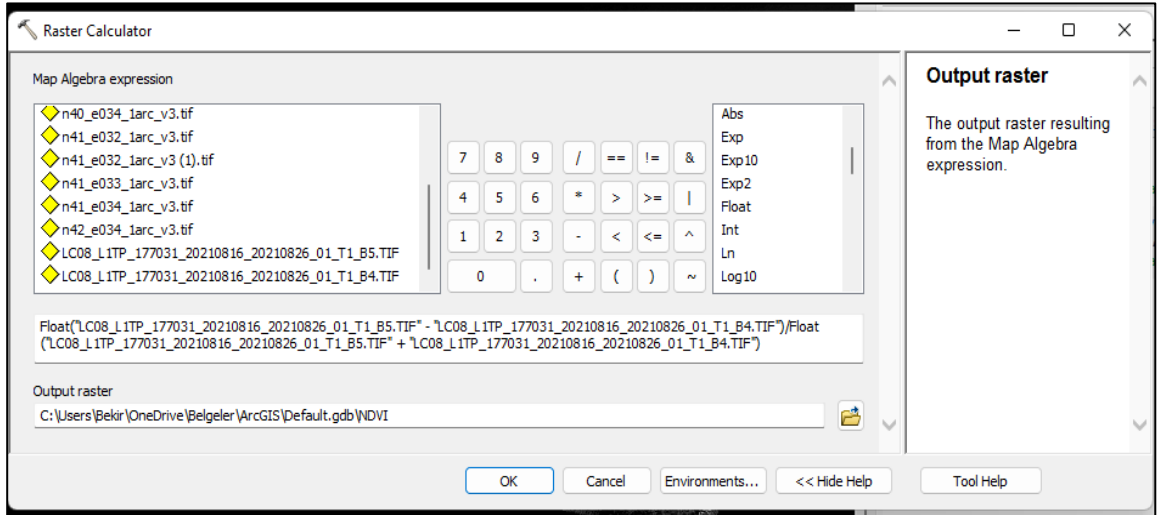 Raster Calculator
Map Algebra expression
n40_e034_1arc_v3.tif
n41_e032_1arc_v3.tif
n41_e032_1arc_v3 (1).tif
n41_e033_1arc_v3.tif
n41_e034_1arc_v3.tif
n42_e034_1arc_v3.tif
LC08_L1TP_177031_20210816_20210826_01_T1_B5.TIF
LC08_L1TP_177031_20210816_20210826_01_T1_B4.TIF
7 8 9 / == != &
4 5 6 * > >= |
1 2 3 - < <= ^
0 . + ( ) ~
Abs
Exp
Exp10
Exp2
Float
Int
Ln
Log10
Float("LC08_L1TP_177031_20210816_20210826_01_T1_B5.TIF" - "LC08_L1TP_177031_20210816_20210826_01_T1_B4.TIF")/Float
("LC08_L1TP_177031_20210816_20210826_01_T1_B5.TIF" + "LC08_L1TP_177031_20210816_20210826_01_T1_B4.TIF")
Output raster
C:\Users\Bekir\OneDrive\Belgeler\ArcGIS\Default.gdb\NDVI
OK Cancel Environments... << Hide Help Tool Help
Output raster
The output raster resulting
from the Map Algebra
expression.